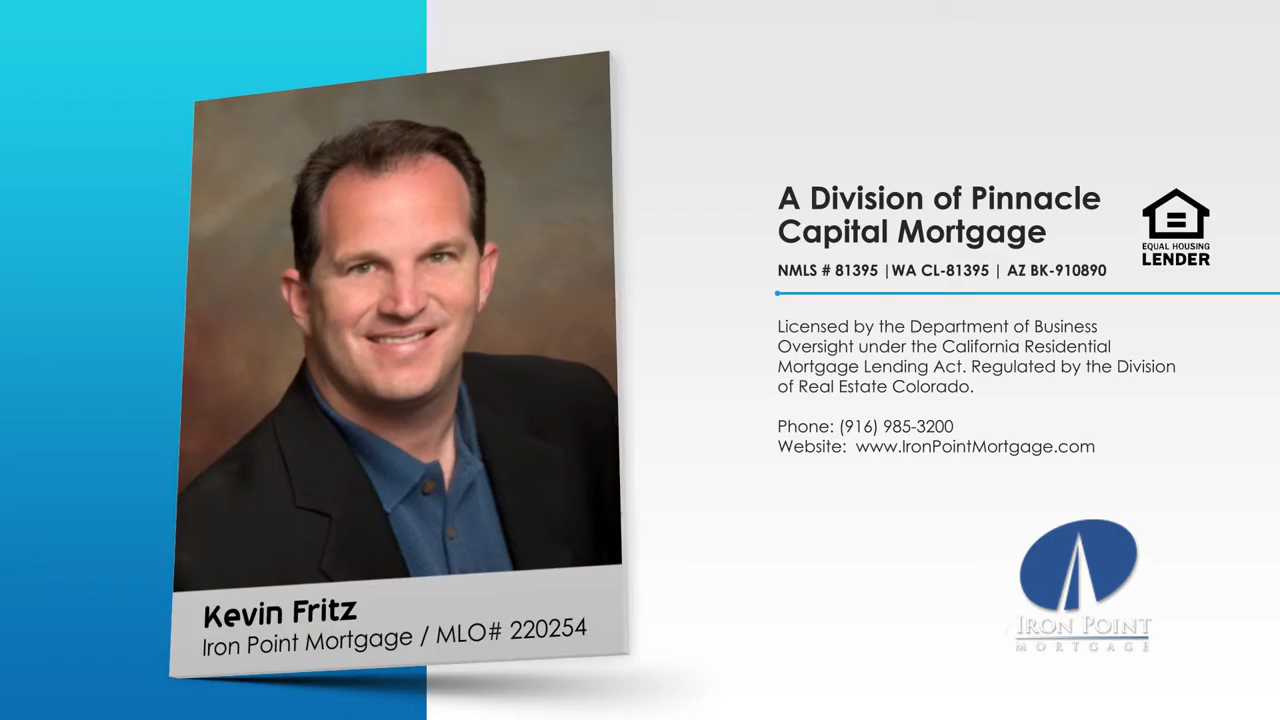 A Division of Pinnacle
Capital Mortgage
NMLS # 81395 | WA CL-81395 | AZ BK-910890
EQUAL HOUSING
LENDER
Licensed by the Department of Business
Oversight under the California Residential
Mortgage Lending Act. Regulated by the Division
of Real Estate Colorado.
Phone: (916) 985-3200
Website: www.IronPointMortgage.com
Kevin Fritz
Iron Point Mortgage / MLO# 220254
IRON POINT
MORTGAGE